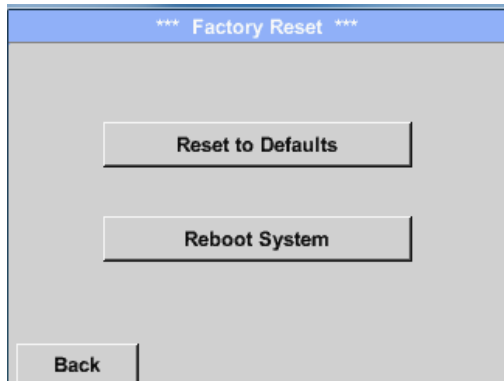 *** Factory Reset ***
Reset to Defaults
Reboot System
Back